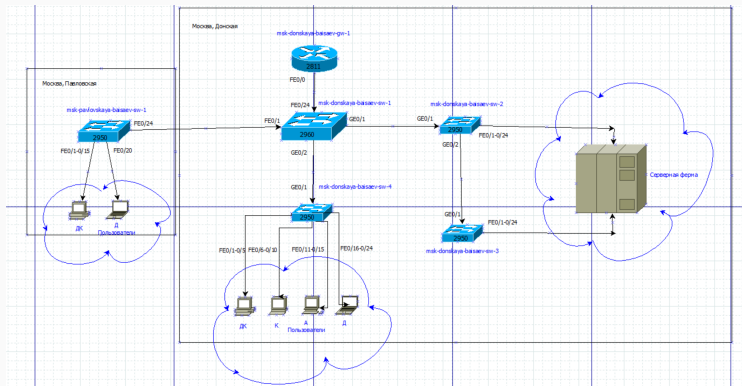 Москва, Донская
msk-donskaya-baisaev-gw-1
2811
FE0/0
Москва, Павловская
msk-pavlovskaya-baisaev-sw-1
FE0/24
2950
FE0/1-0/15
FE0/20
ДК
Д
Пользователи
FE0/24
msk-donskaya-baisaev-sw-1
FE0/1
GE0/1
2960
GE0/2
GE0/1
msk-donskaya-baisaev-sw-2
2950
FE0/1-0/24
GE0/2
Серверная ферма
GE0/1
FE0/1-0/24
2950
msk-donskaya-baisaev-sw-3
GE0/1
msk-donskaya-baisaev-sw-4
2950
FE0/1-0/5
FE0/6-0/10
FE0/11-0/15
FE0/16-0/24
ДК
К
А
Д
Пользователи